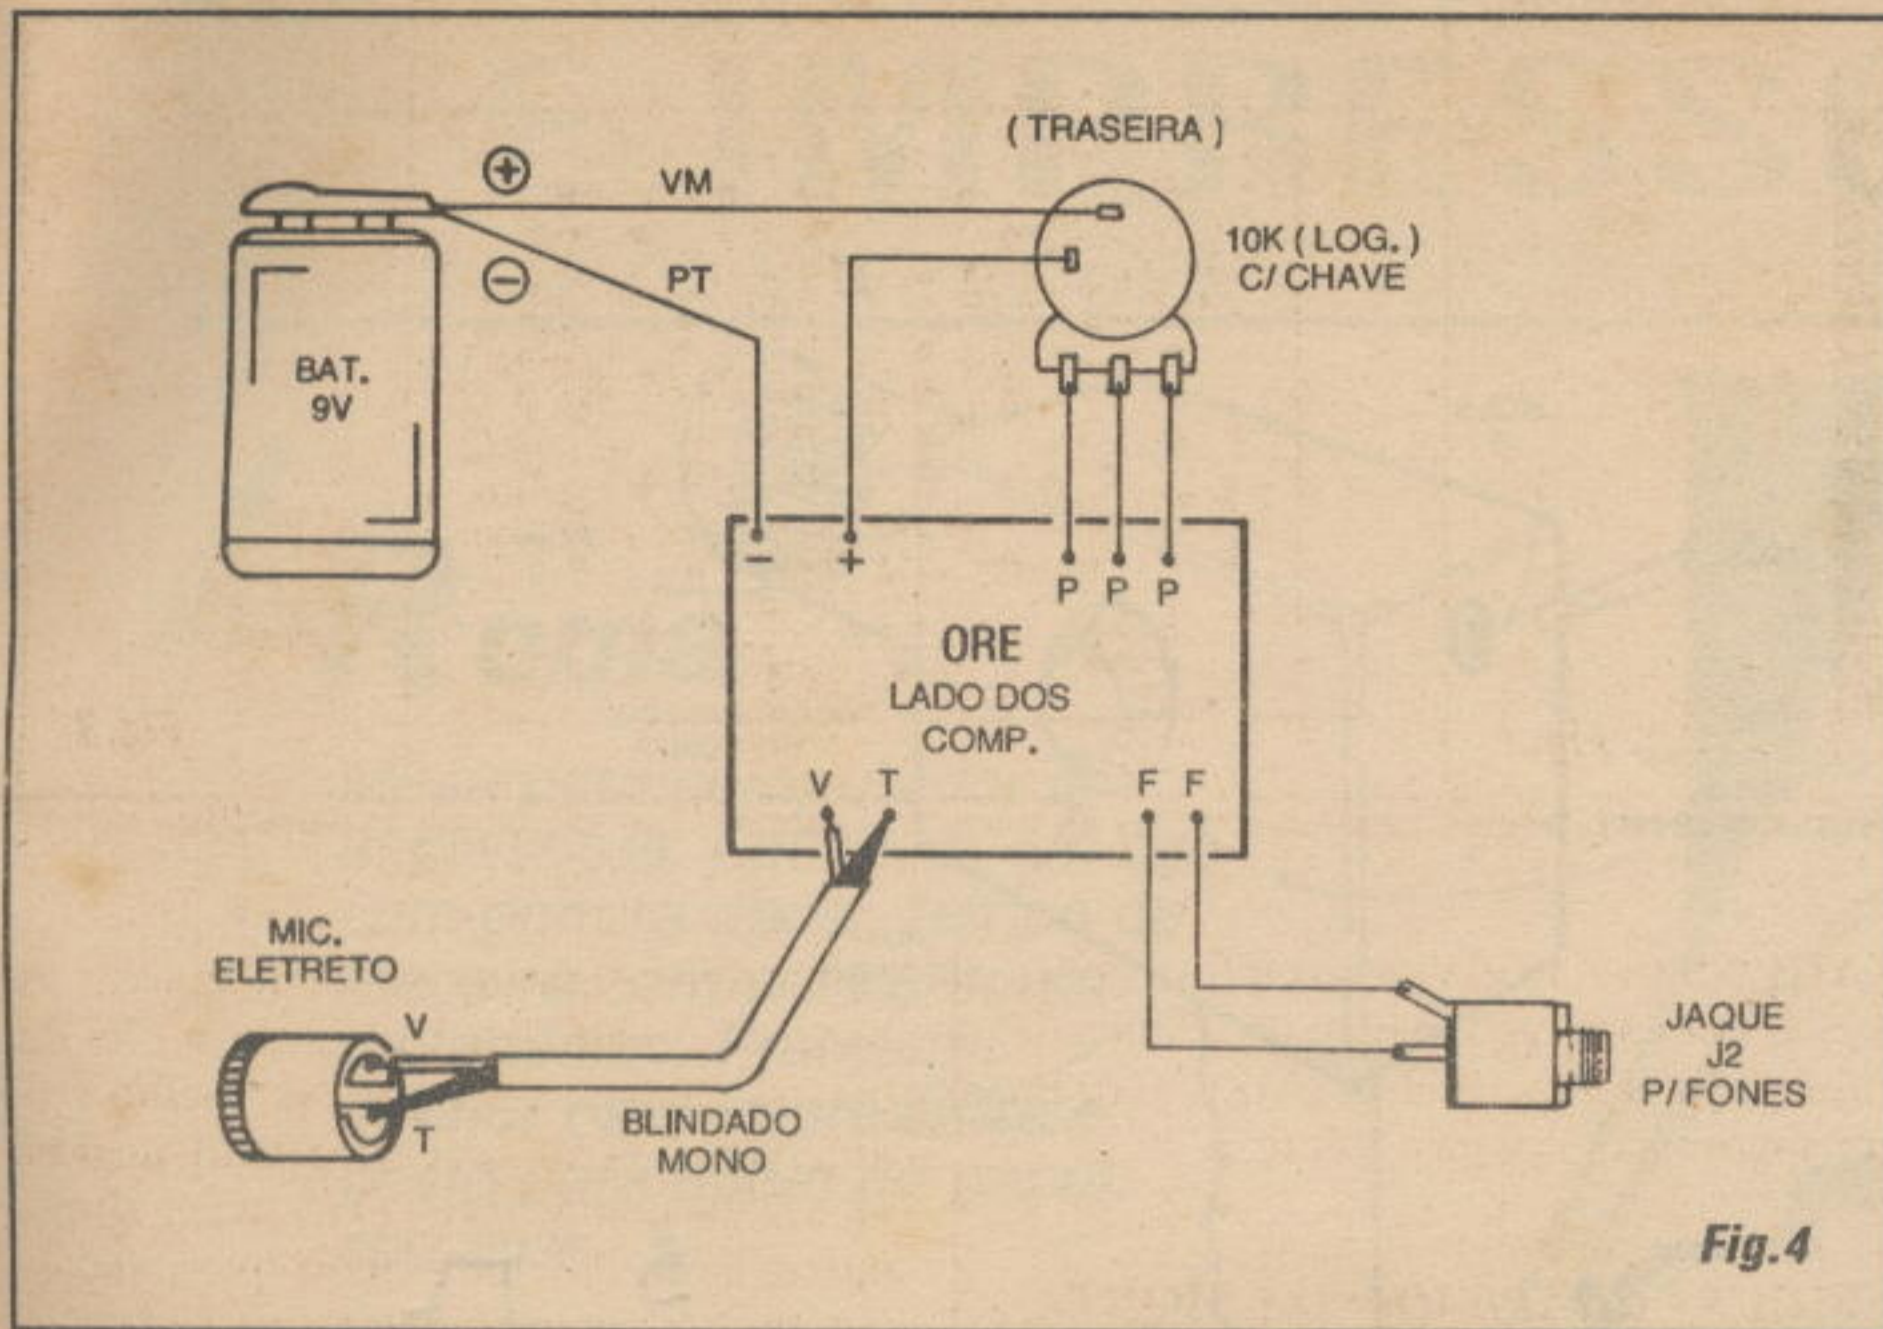 ( TRASEIRA )
⊕
VM
10K ( LOG. )
C/ CHAVE
⊖
PT
BAT.
9V
−
+
P P P
ORE
LADO DOS
COMP.
V T
F F
MIC.
ELETRETO
V
T
BLINDADO
MONO
JAQUE
J2
P/ FONES
Fig.4